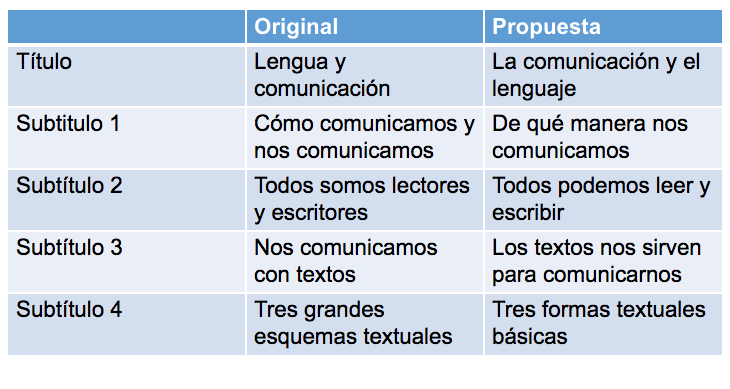 Original Propuesta
Título Lengua y La comunicación y el
comunicación lenguaje
Subtitulo 1 Cómo comunicamos y De qué manera nos
nos comunicamos comunicamos
Subtítulo 2 Todos somos lectores Todos podemos leer y
y escritores escribir
Subtítulo 3 Nos comunicamos Los textos nos sirven
con textos para comunicarnos
Subtítulo 4 Tres grandes Tres formas textuales
esquemas textuales básicas